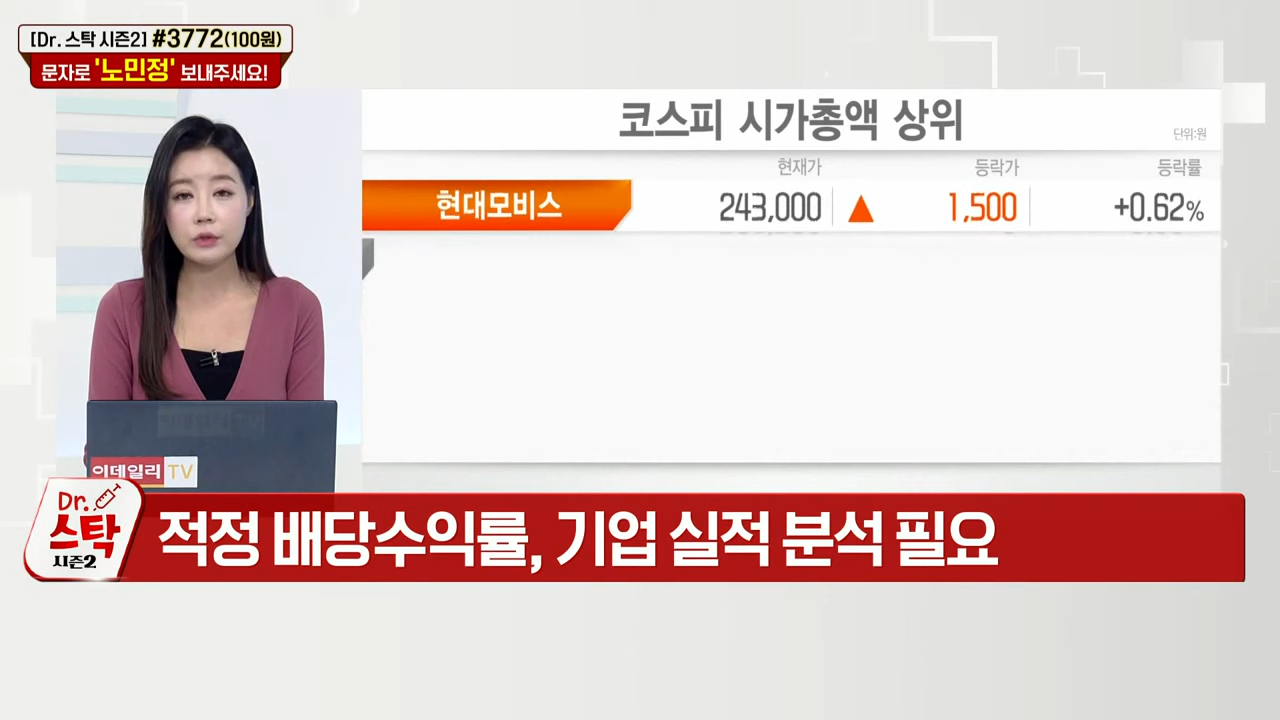 [Dr. 스탁 시즌2] #3772(100원)
문자로 '노민정' 보내주세요!
코스피 시가총액 상위
단위:원
현재가 등락가 등락률
현대모비스 243,000 ▲ 1,500 +0.62%
이데일리 TV
Dr.
스탁
시즌2
적정 배당수익률, 기업 실적 분석 필요